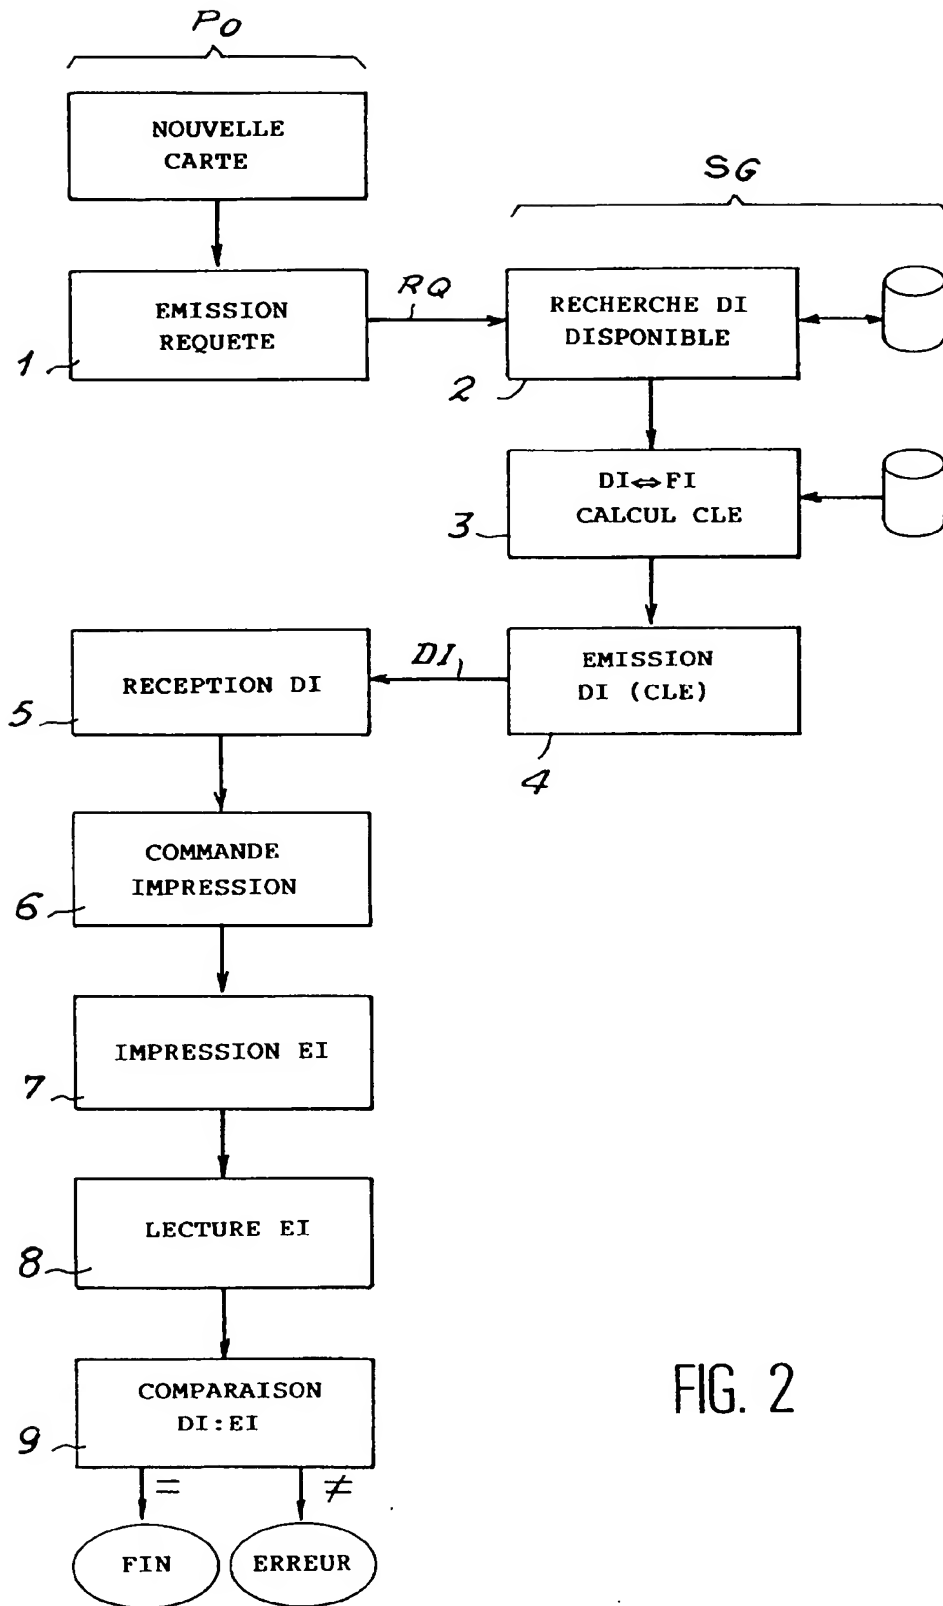 PO
NOUVELLE
CARTE
SG
EMISSION
REQUETE
1
RQ
RECHERCHE DI
DISPONIBLE
2
DI⇔FI
CALCUL CLE
3
EMISSION
DI (CLE)
4
DI
RECEPTION DI
5
COMMANDE
IMPRESSION
6
IMPRESSION EI
7
LECTURE EI
8
COMPARAISON
DI:EI
9
= ≠
FIN ERREUR
FIG. 2